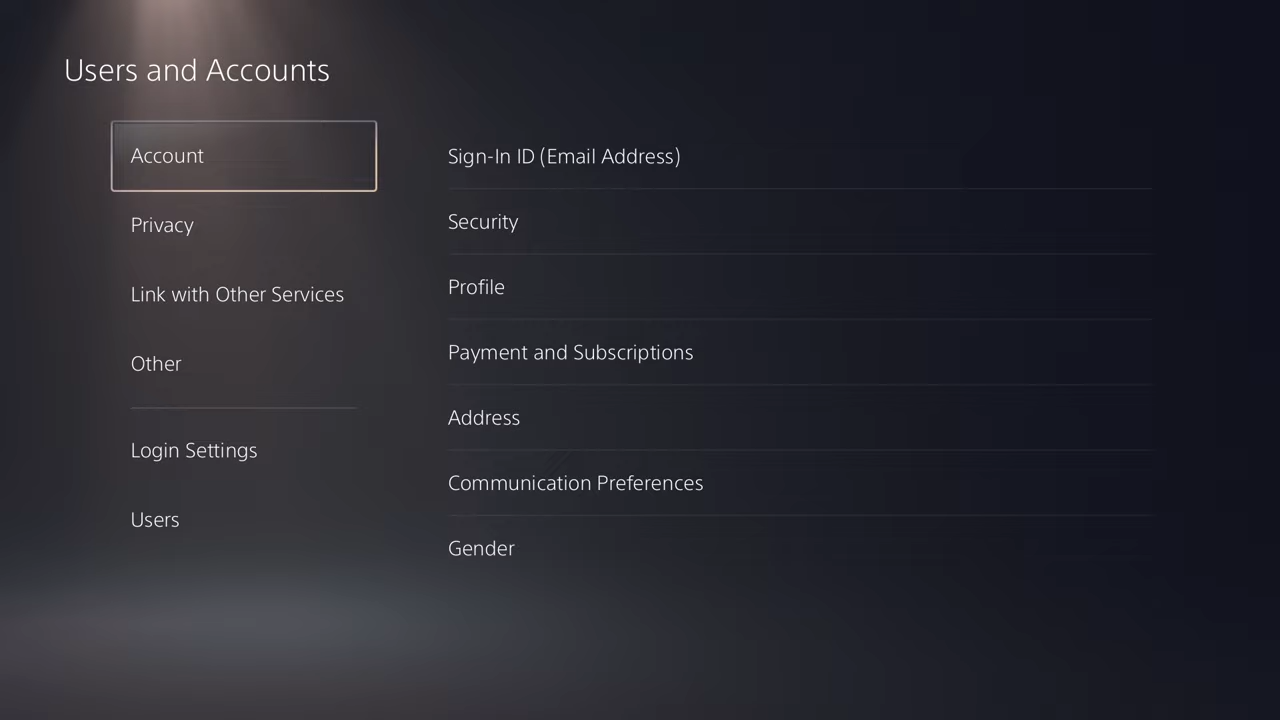 Users and Accounts
Account
Privacy
Link with Other Services
Other
Login Settings
Users
Sign-In ID (Email Address)
Security
Profile
Payment and Subscriptions
Address
Communication Preferences
Gender